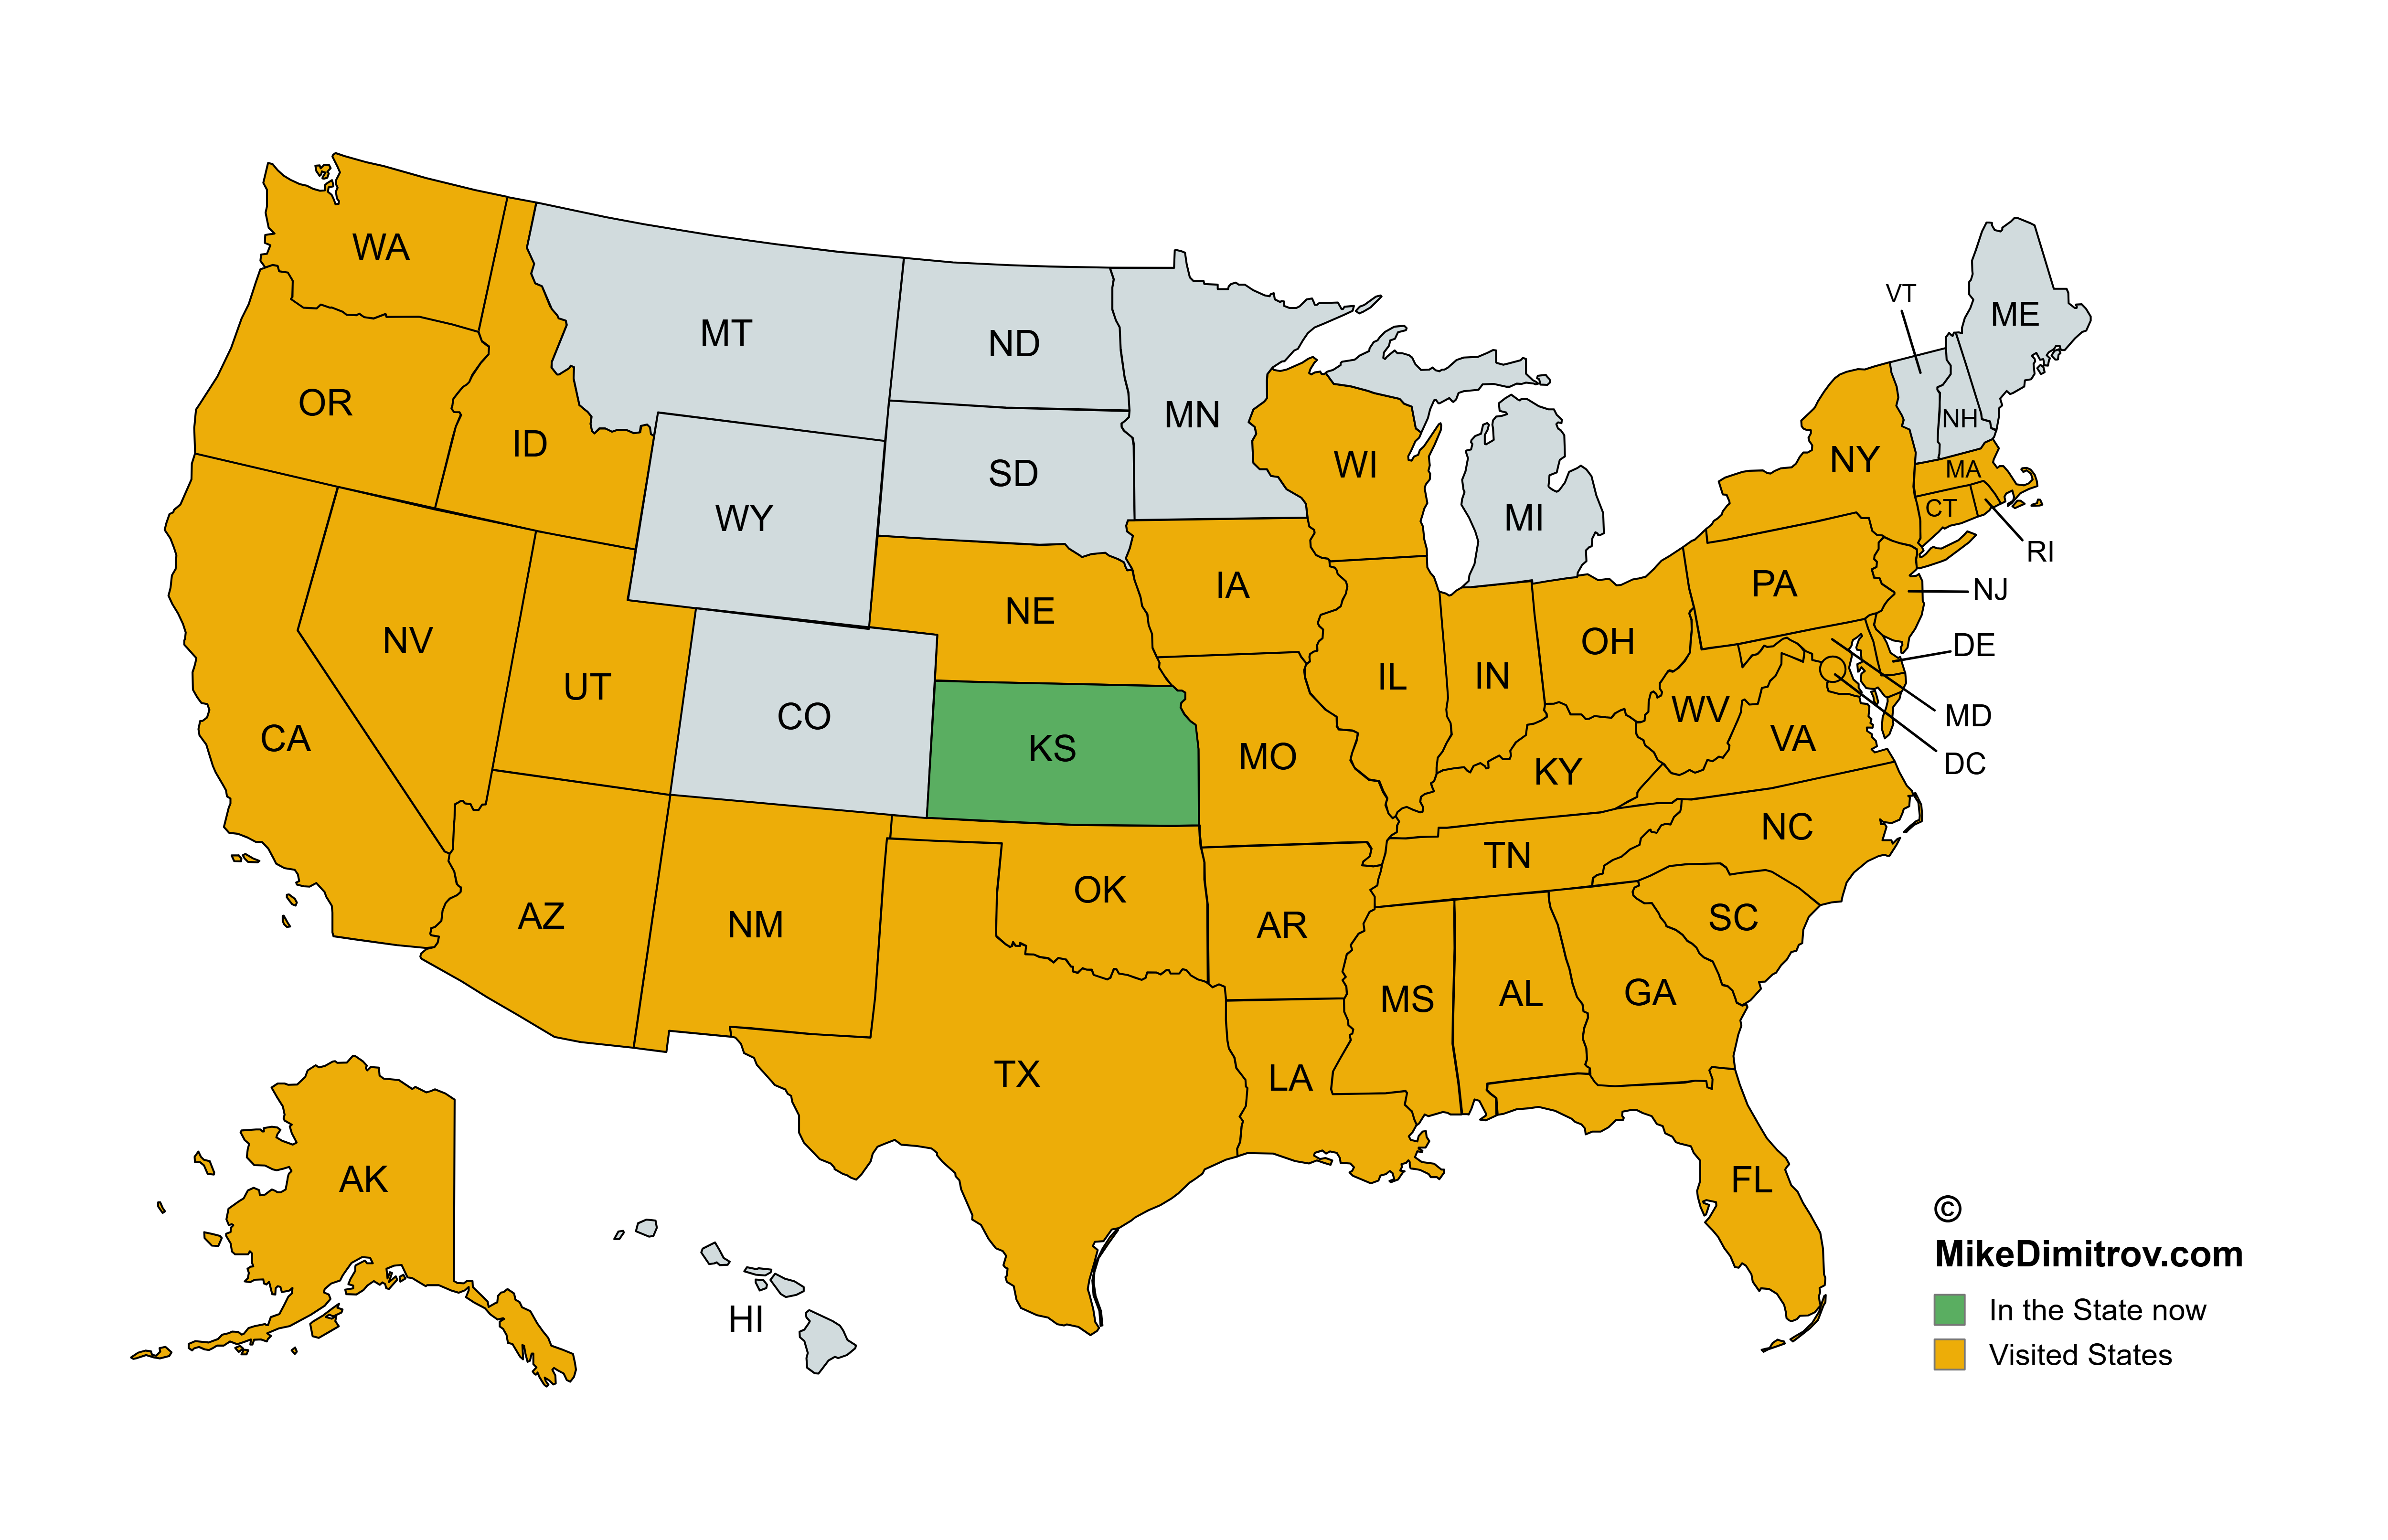 WA
MT
ND
MN
VT
ME
OR
ID
WY
SD
WI
MI
NY
NH
MA
CT
RI
NV
UT
CO
NE
IA
IL
IN
OH
PA
NJ
DE
MD
DC
CA
KS
MO
KY
WV
VA
AZ
NM
OK
AR
TN
NC
SC
TX
LA
MS
AL
GA
FL
AK
HI
©
MikeDimitrov.com
In the State now
Visited States